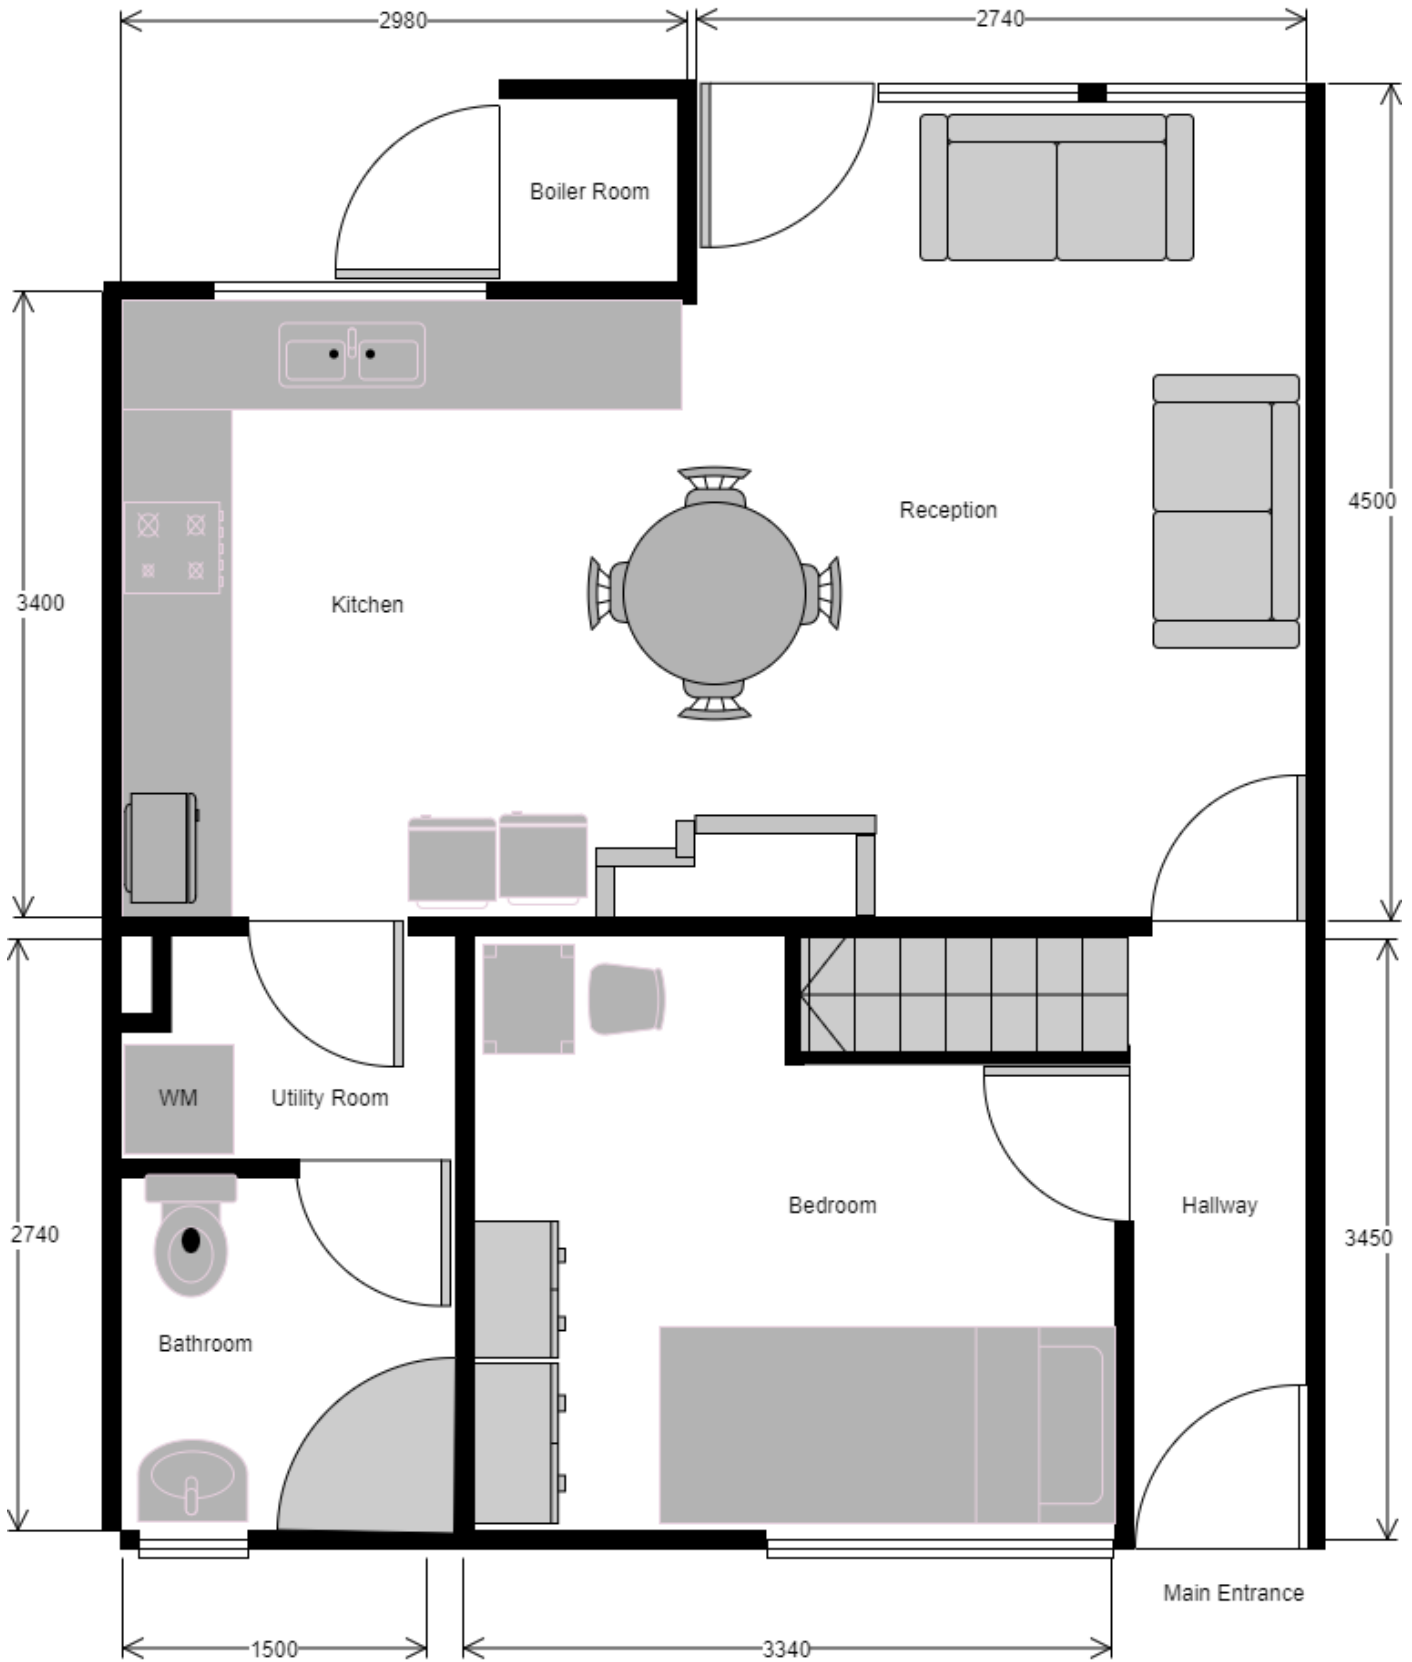 2980
2740
Boiler Room
4500
Reception
3400
Kitchen
WM
Utility Room
Bedroom
Hallway
2740
3450
Bathroom
Main Entrance
1500
3340